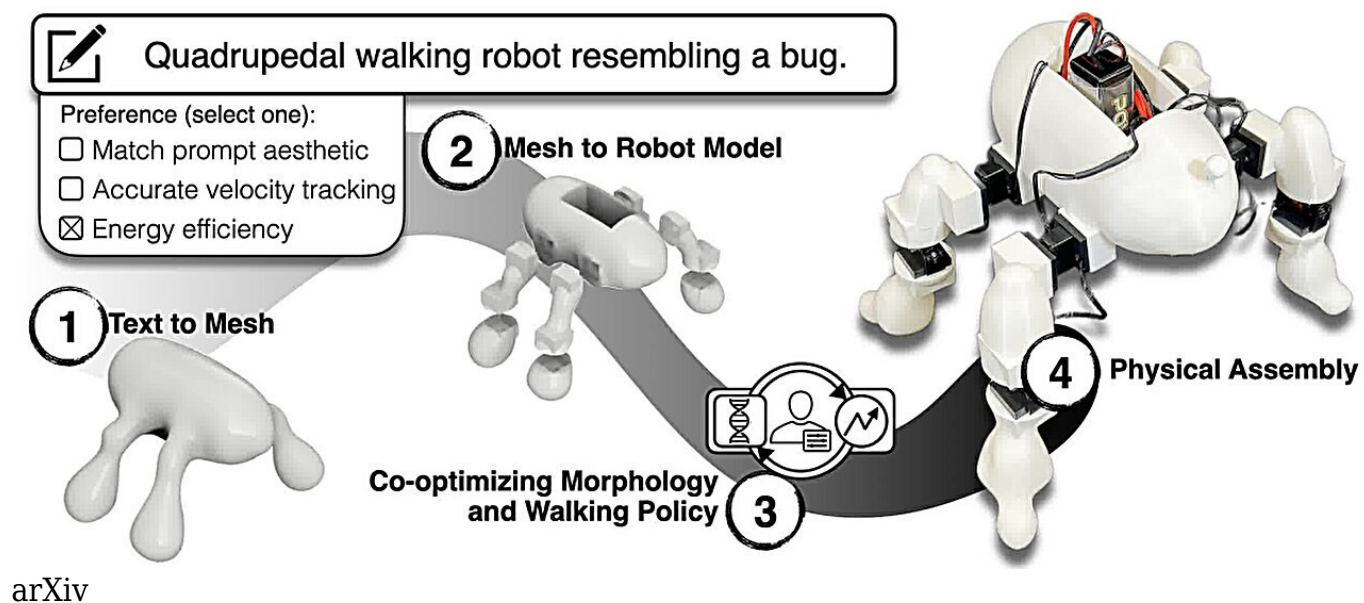 Quadrupedal walking robot resembling a bug.
Preference (select one):
Match prompt aesthetic
Accurate velocity tracking
Energy efficiency
1 Text to Mesh
2 Mesh to Robot Model
Co-optimizing Morphology
and Walking Policy 3
4 Physical Assembly
arXiv